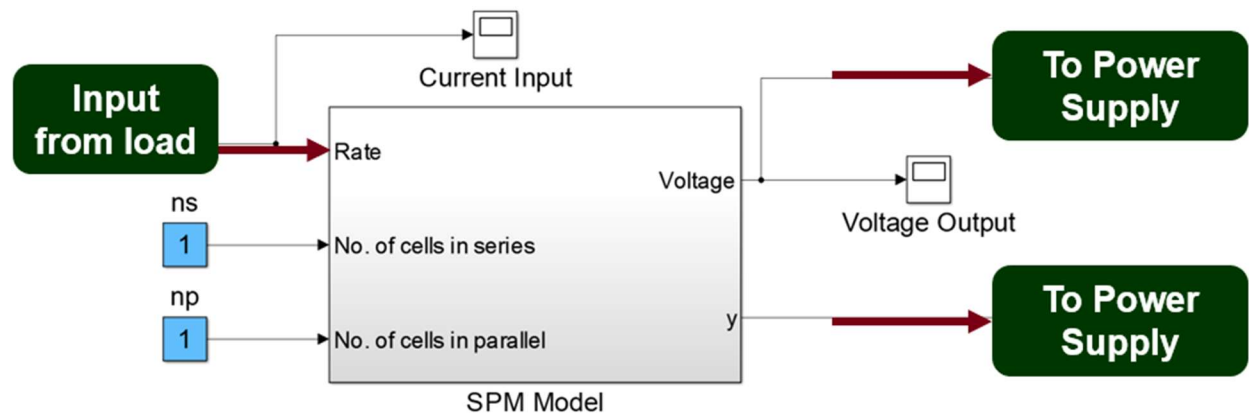 Input
from load
Current Input
To Power
Supply
Rate
Voltage
Voltage Output
ns
1
No. of cells in series
np
1
No. of cells in parallel
y
To Power
Supply
SPM Model